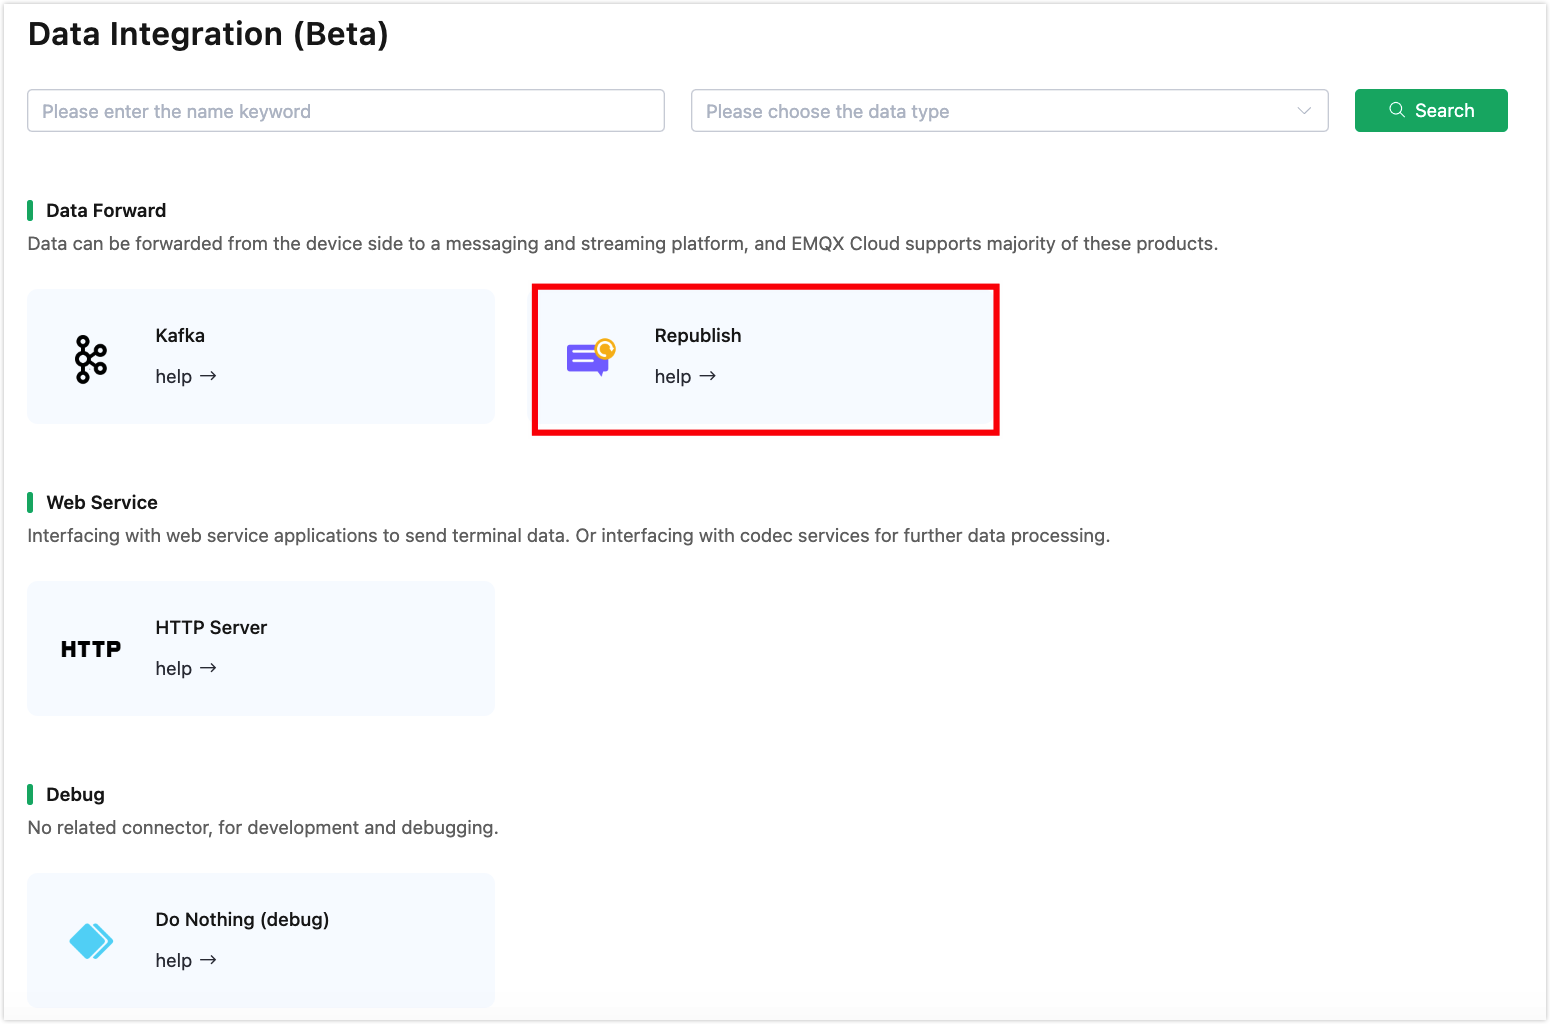 Data Integration (Beta)
Please enter the name keyword
Please choose the data type
Search
Data Forward
Data can be forwarded from the device side to a messaging and streaming platform, and EMQX Cloud supports majority of these products.
Kafka
help →
Republish
help →
Web Service
Interfacing with web service applications to send terminal data. Or interfacing with codec services for further data processing.
HTTP
HTTP Server
help →
Debug
No related connector, for development and debugging.
Do Nothing (debug)
help →